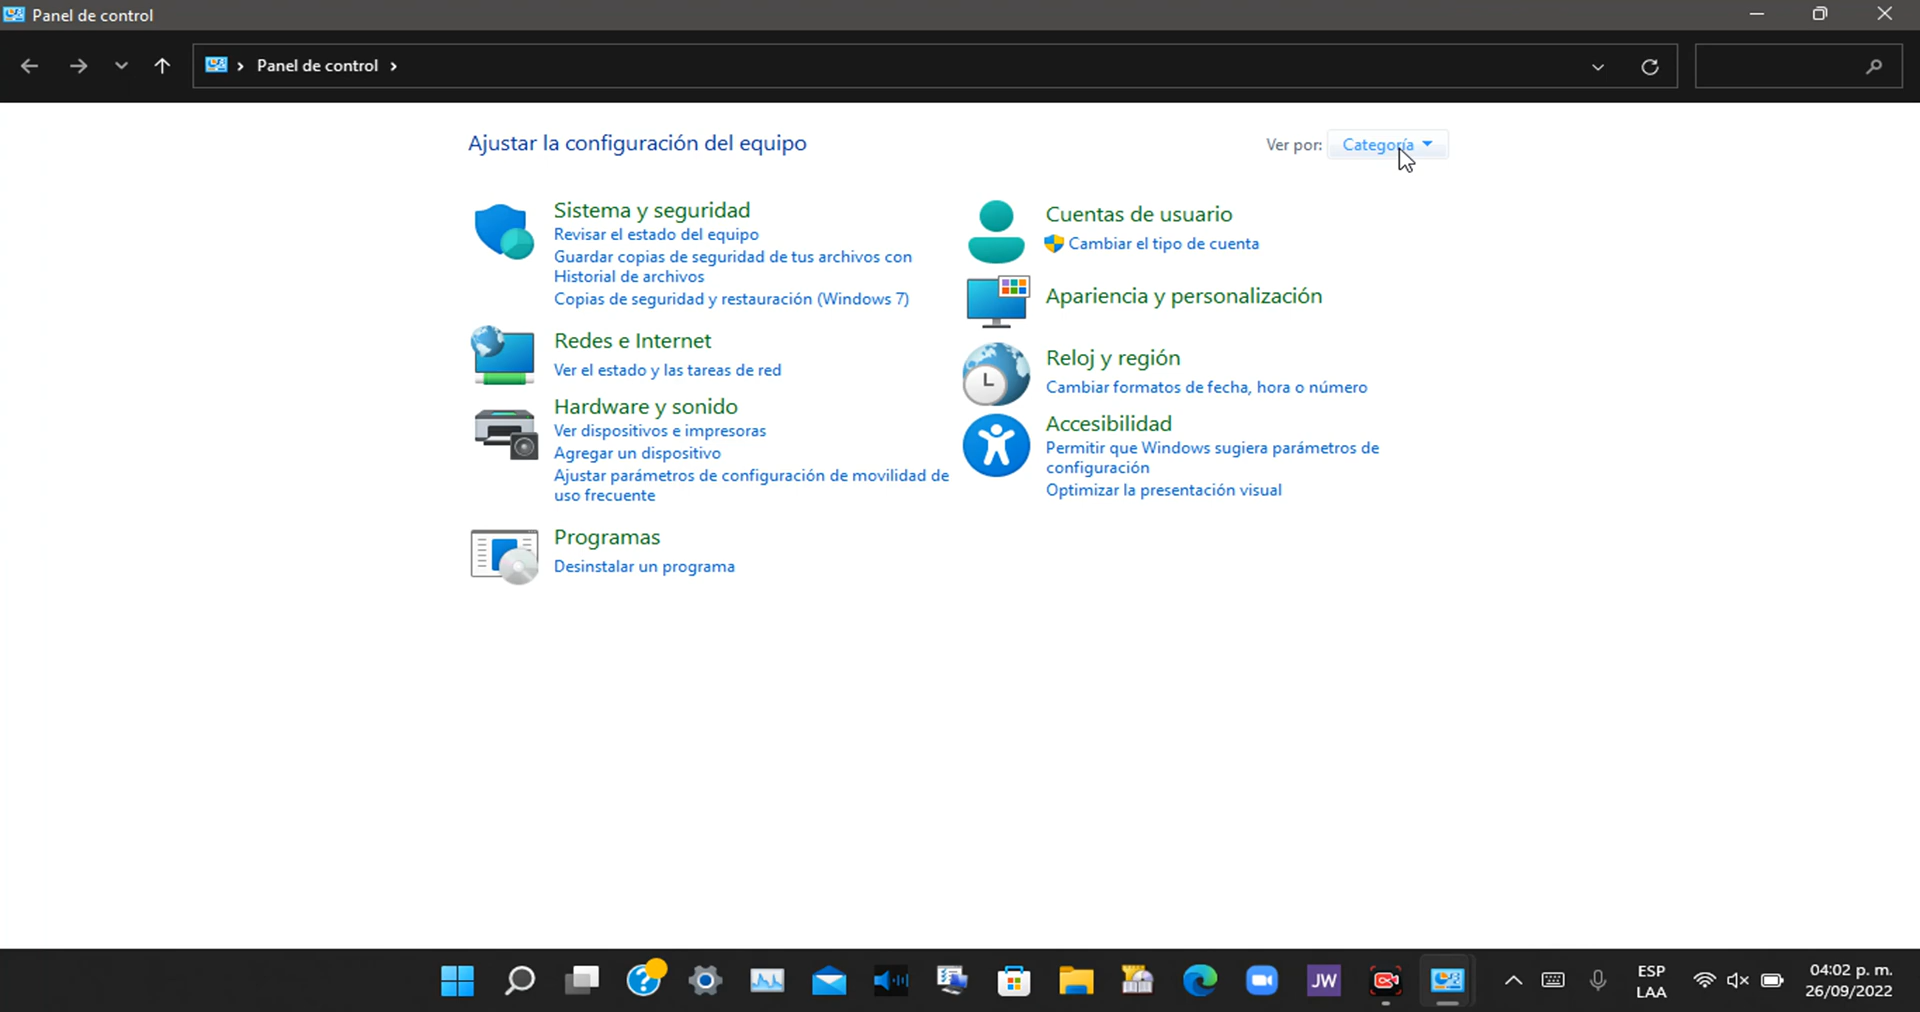 Panel de control
Panel de control
Ajustar la configuración del equipo
Ver por: Categoría
Sistema y seguridad
Revisar el estado del equipo
Guardar copias de seguridad de tus archivos con
Historial de archivos
Copias de seguridad y restauración (Windows 7)
Redes e Internet
Ver el estado y las tareas de red
Hardware y sonido
Ver dispositivos e impresoras
Agregar un dispositivo
Ajustar parámetros de configuración de movilidad de
uso frecuente
Programas
Desinstalar un programa
Cuentas de usuario
Cambiar el tipo de cuenta
Apariencia y personalización
Reloj y región
Cambiar formatos de fecha, hora o número
Accesibilidad
Permitir que Windows sugiera parámetros de
configuración
Optimizar la presentación visual
JW
ESP
LAA
04:02 p. m.
26/09/2022